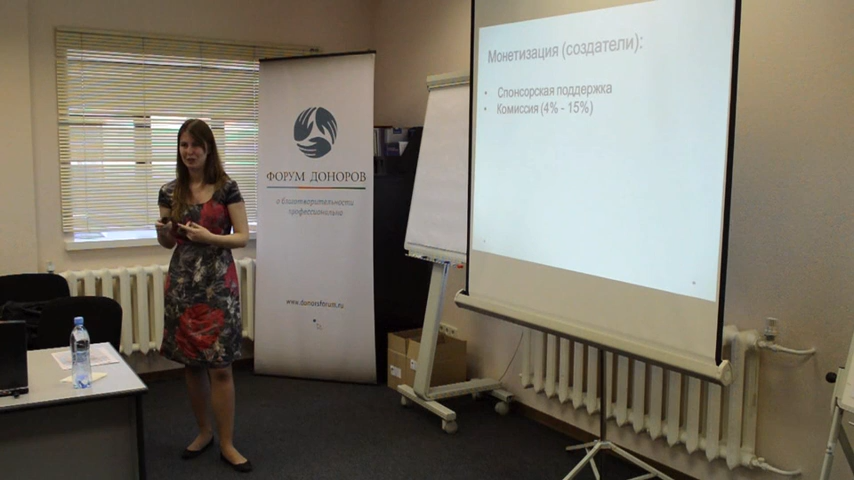 Монетизация (создатели):
• Спонсорская поддержка
• Комиссия (4% - 15%)
ФОРУМ ДОНОРОВ
о благотворительности
профессионально
www.donorsforum.ru